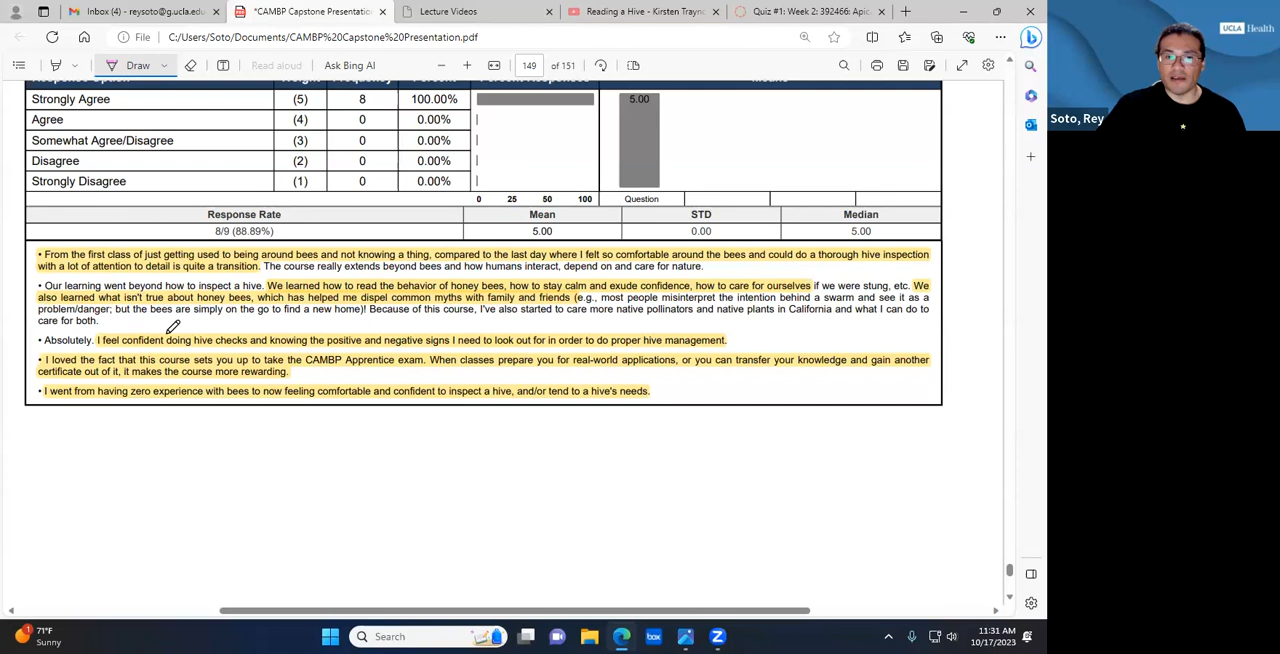 Inbox (4) - reysoto@g.ucla.edu
*CAMBP Capstone Presentatio
Lecture Videos
Reading a Hive - Kirsten Trayno
Quiz #1: Week 2: 392466: Apic
UCLA Health
File
C:/Users/Soto/Documents/CAMBP%20Capstone%20Presentation.pdf
Draw
Read aloud
Ask Bing AI
149
of 151
Soto, Rey
Strongly Agree (5) 8 100.00% 5.00
Agree (4) 0 0.00%
Somewhat Agree/Disagree (3) 0 0.00%
Disagree (2) 0 0.00%
Strongly Disagree (1) 0 0.00%
0 25 50 100 Question
Response Rate Mean STD Median
8/9 (88.89%) 5.00 0.00 5.00
• From the first class of just getting used to being around bees and not knowing a thing, compared to the last day where I felt so comfortable around the bees and could do a thorough hive inspection
with a lot of attention to detail is quite a transition. The course really extends beyond bees and how humans interact, depend on and care for nature.
• Our learning went beyond how to inspect a hive. We learned how to read the behavior of honey bees, how to stay calm and exude confidence, how to care for ourselves if we were stung, etc. We
also learned what isn't true about honey bees, which has helped me dispel common myths with family and friends (e.g., most people misinterpret the intention behind a swarm and see it as a
problem/danger; but the bees are simply on the go to find a new home)! Because of this course, I've also started to care more native pollinators and native plants in California and what I can do to
care for both.
• Absolutely. I feel confident doing hive checks and knowing the positive and negative signs I need to look out for in order to do proper hive management.
• I loved the fact that this course sets you up to take the CAMBP Apprentice exam. When classes prepare you for real-world applications, or you can transfer your knowledge and gain another
certificate out of it, it makes the course more rewarding.
• I went from having zero experience with bees to now feeling comfortable and confident to inspect a hive, and/or tend to a hive's needs.
1
71°F
Sunny
Search
box
11:31 AM
10/17/2023